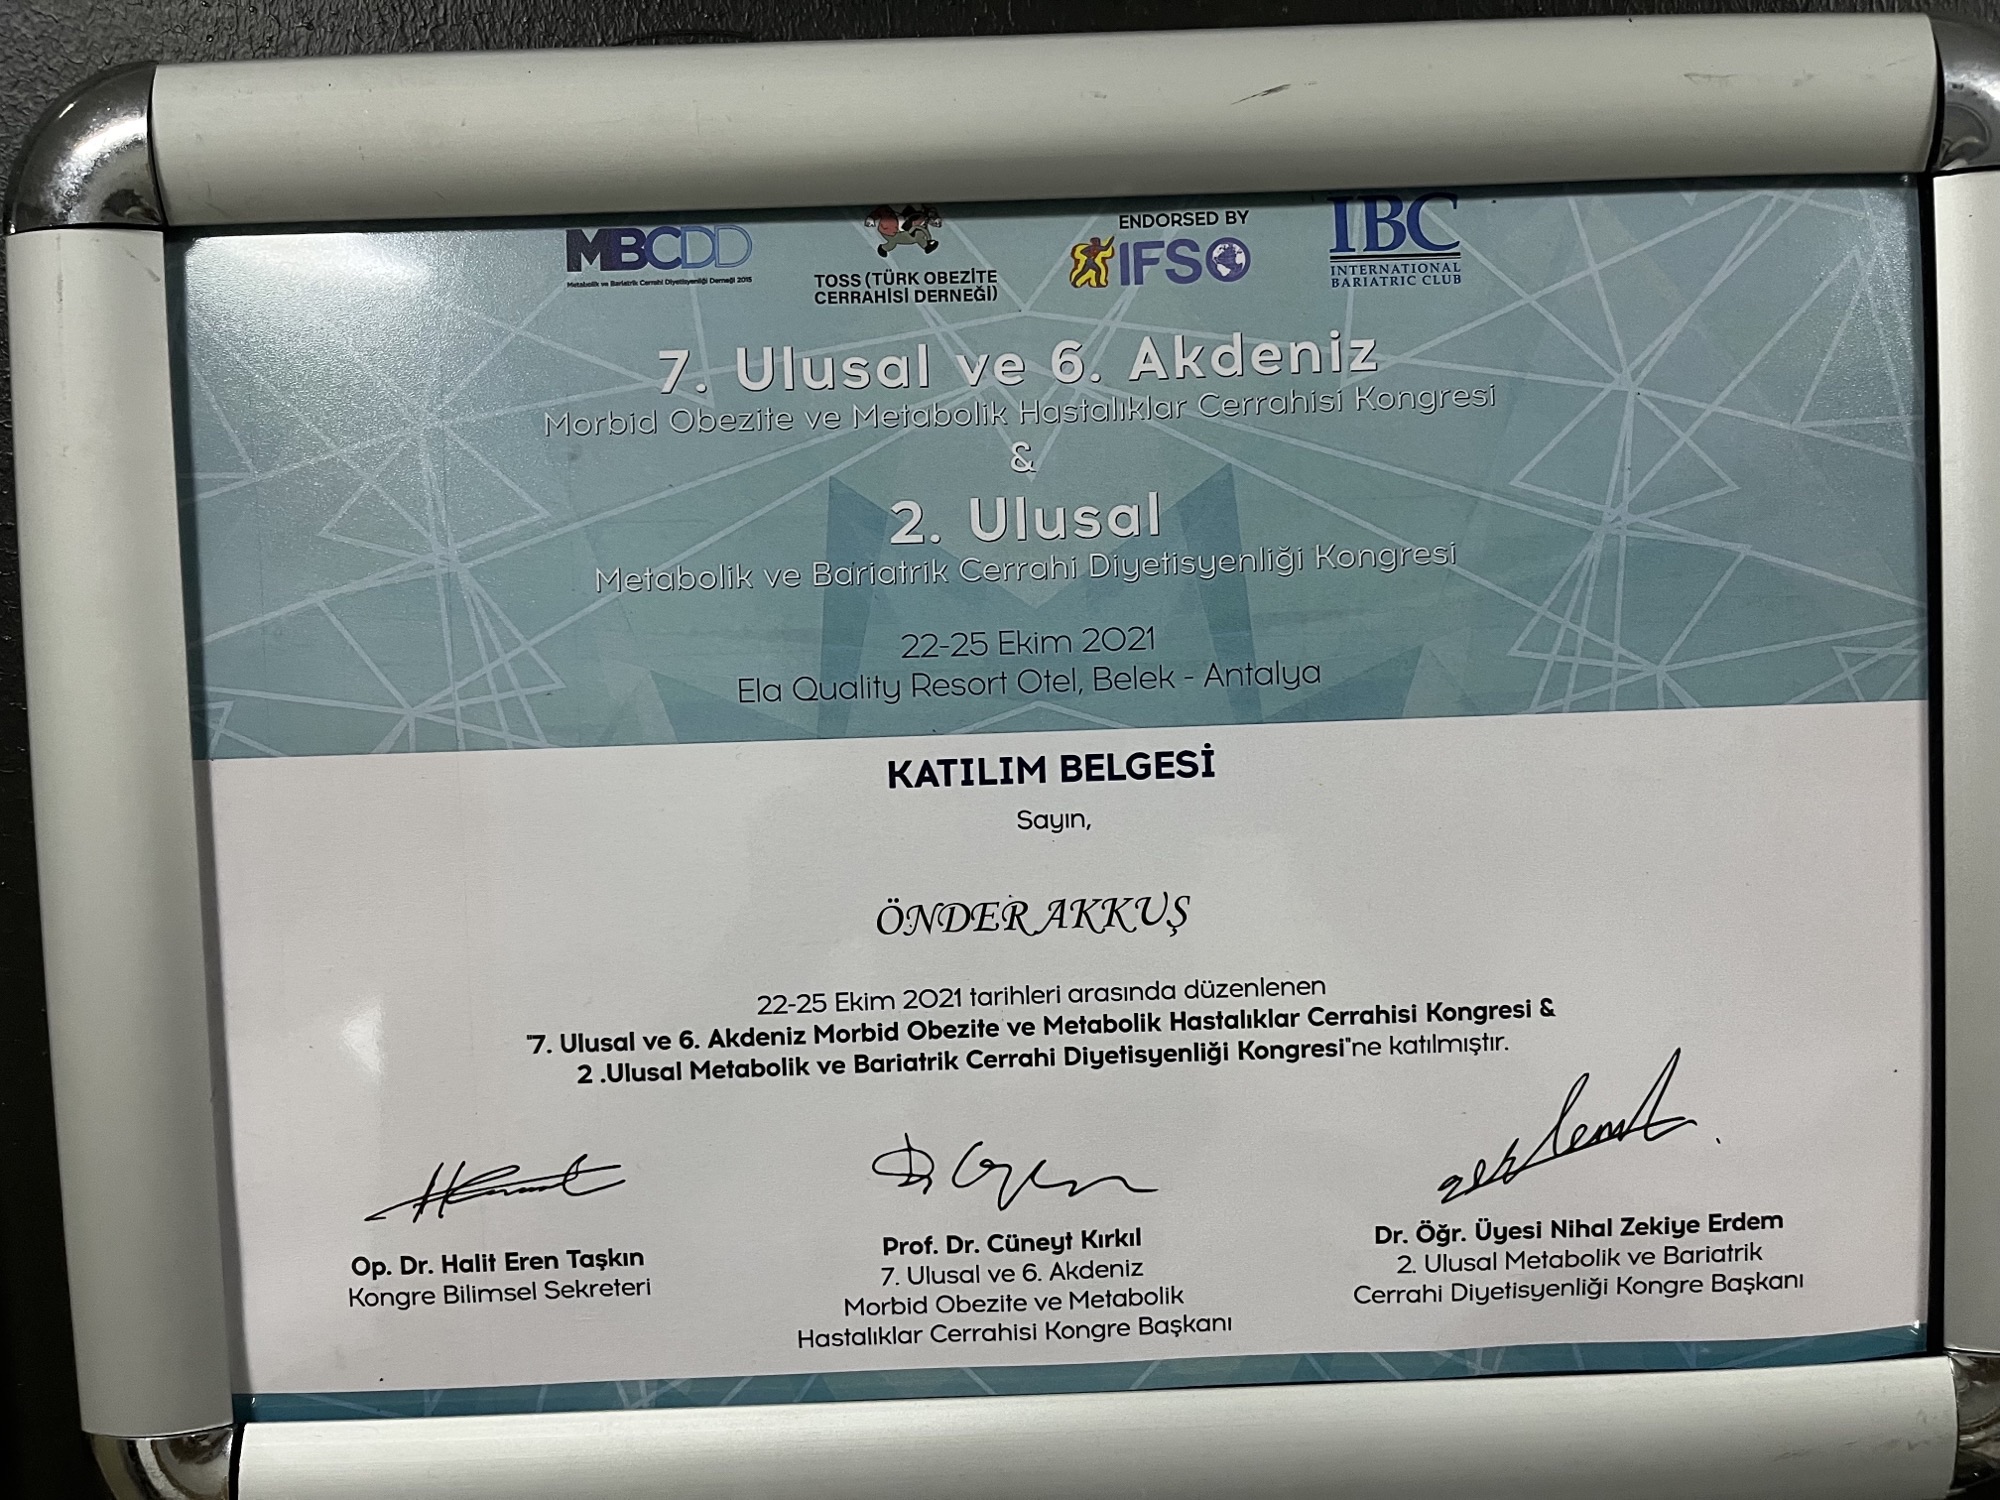 MBCDD
Metabolik ve Bariatrik Cerrahi Diyetisyenliği Derneği 2015
TOSS (TÜRK OBEZİTE
CERRAHİSİ DERNEĞİ)
ENDORSED BY
IFSO
IBC
INTERNATIONAL
BARIATRIC CLUB
7. Ulusal ve 6. Akdeniz
Morbid Obezite ve Metabolik Hastalıklar Cerrahisi Kongresi
&
2. Ulusal
Metabolik ve Bariatrik Cerrahi Diyetisyenliği Kongresi
22-25 Ekim 2021
Ela Quality Resort Otel, Belek - Antalya
KATILIM BELGESİ
Sayın,
ÖNDER AKKUŞ
22-25 Ekim 2021 tarihleri arasında düzenlenen
"7. Ulusal ve 6. Akdeniz Morbid Obezite ve Metabolik Hastalıklar Cerrahisi Kongresi &
2 .Ulusal Metabolik ve Bariatrik Cerrahi Diyetisyenliği Kongresi"ne katılmıştır.
Op. Dr. Halit Eren Taşkın
Kongre Bilimsel Sekreteri
Prof. Dr. Cüneyt Kırkıl
7. Ulusal ve 6. Akdeniz
Morbid Obezite ve Metabolik
Hastalıklar Cerrahisi Kongre Başkanı
Dr. Öğr. Üyesi Nihal Zekiye Erdem
2. Ulusal Metabolik ve Bariatrik
Cerrahi Diyetisyenliği Kongre Başkanı